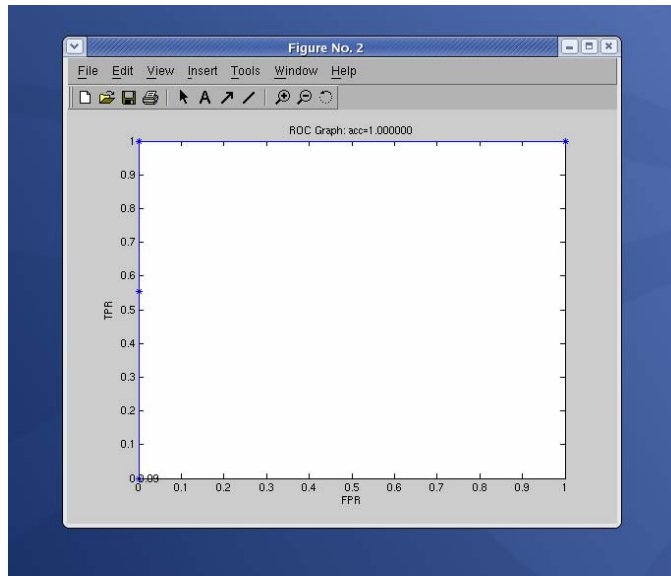 Figure No. 2
File Edit View Insert Tools Window Help
ROC Graph: acc=1.000000
1
0.9
0.8
0.7
0.6
0.5
0.4
0.3
0.2
0.1
0
TPR
0 0.1 0.2 0.3 0.4 0.5 0.6 0.7 0.8 0.9 1
FPR